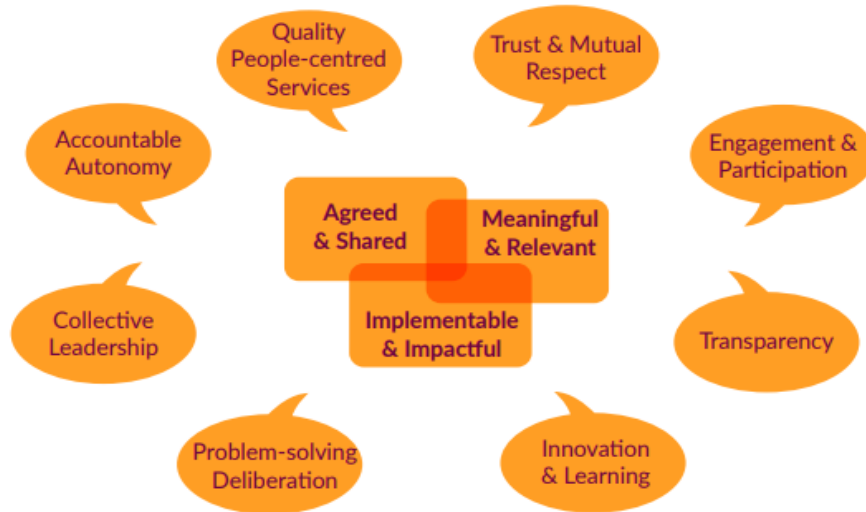 Quality
People-centred
Services
Trust & Mutual
Respect
Accountable
Autonomy
Engagement &
Participation
Agreed
& Shared
Meaningful
& Relevant
Collective
Leadership
Implementable
& Impactful
Transparency
Problem-solving
Deliberation
Innovation
& Learning